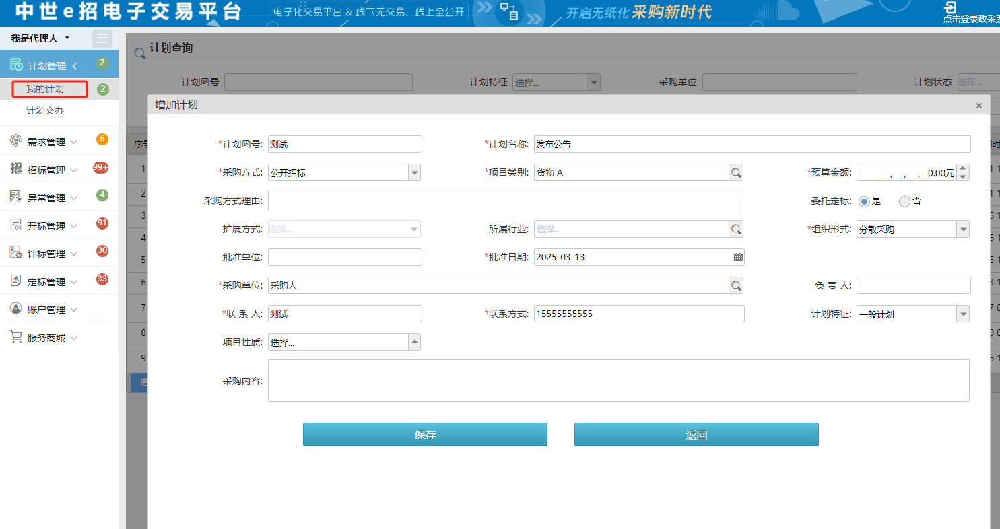 中世e招电子交易平台
电子化交易平台 & 线下无交易、线上全公开
开启无纸化 采购新时代
点击登录政采系
我是代理人
计划管理 2
我的计划 2
计划交办
需求管理 6
招标管理 99+
异常管理 4
开标管理 91
评标管理 30
定标管理 33
账户管理
服务商城
计划查询
计划函号 计划特征 选择... 采购单位 计划状态 选择...
序号
1
2
3
4
5
6
7
8
9
增
增加计划 ×
*计划函号: 测试 *计划名称: 发布公告
*采购方式: 公开招标 *项目类别: 货物 A *预算金额: ___,___,___,__0.00元
采购方式理由: 委托定标: 是 否
扩展方式: 选择... 所属行业: 选择... *组织形式: 分散采购
批准单位: *批准日期: 2025-03-13
*采购单位: 采购人 负 责 人:
*联 系 人: 测试 *联系方式: 15555555555 计划特征: 一般计划
项目性质: 选择...
采购内容:
保存 返回